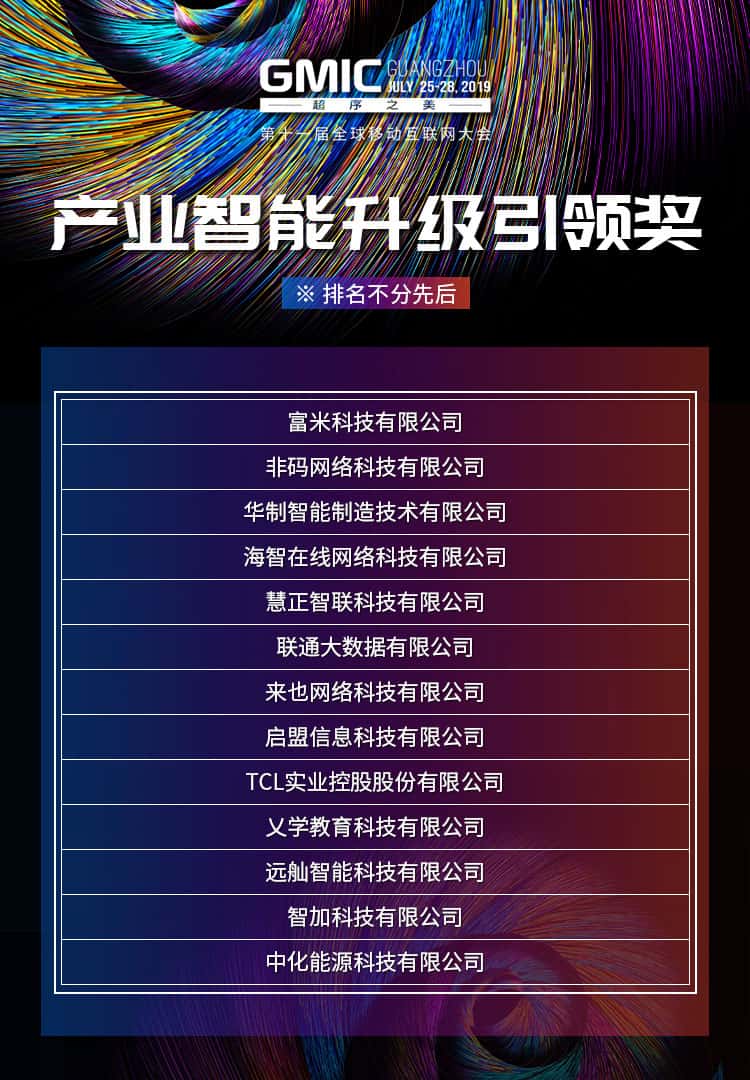 GMIC GUANGZHOU
JULY 25-28, 2019
超序之美
第十一届全球移动互联网大会
产业智能升级引领奖
※ 排名不分先后
富米科技有限公司
非码网络科技有限公司
华制智能制造技术有限公司
海智在线网络科技有限公司
慧正智联科技有限公司
联通大数据有限公司
来也网络科技有限公司
启盟信息科技有限公司
TCL实业控股股份有限公司
乂学教育科技有限公司
远舢智能科技有限公司
智加科技有限公司
中化能源科技有限公司